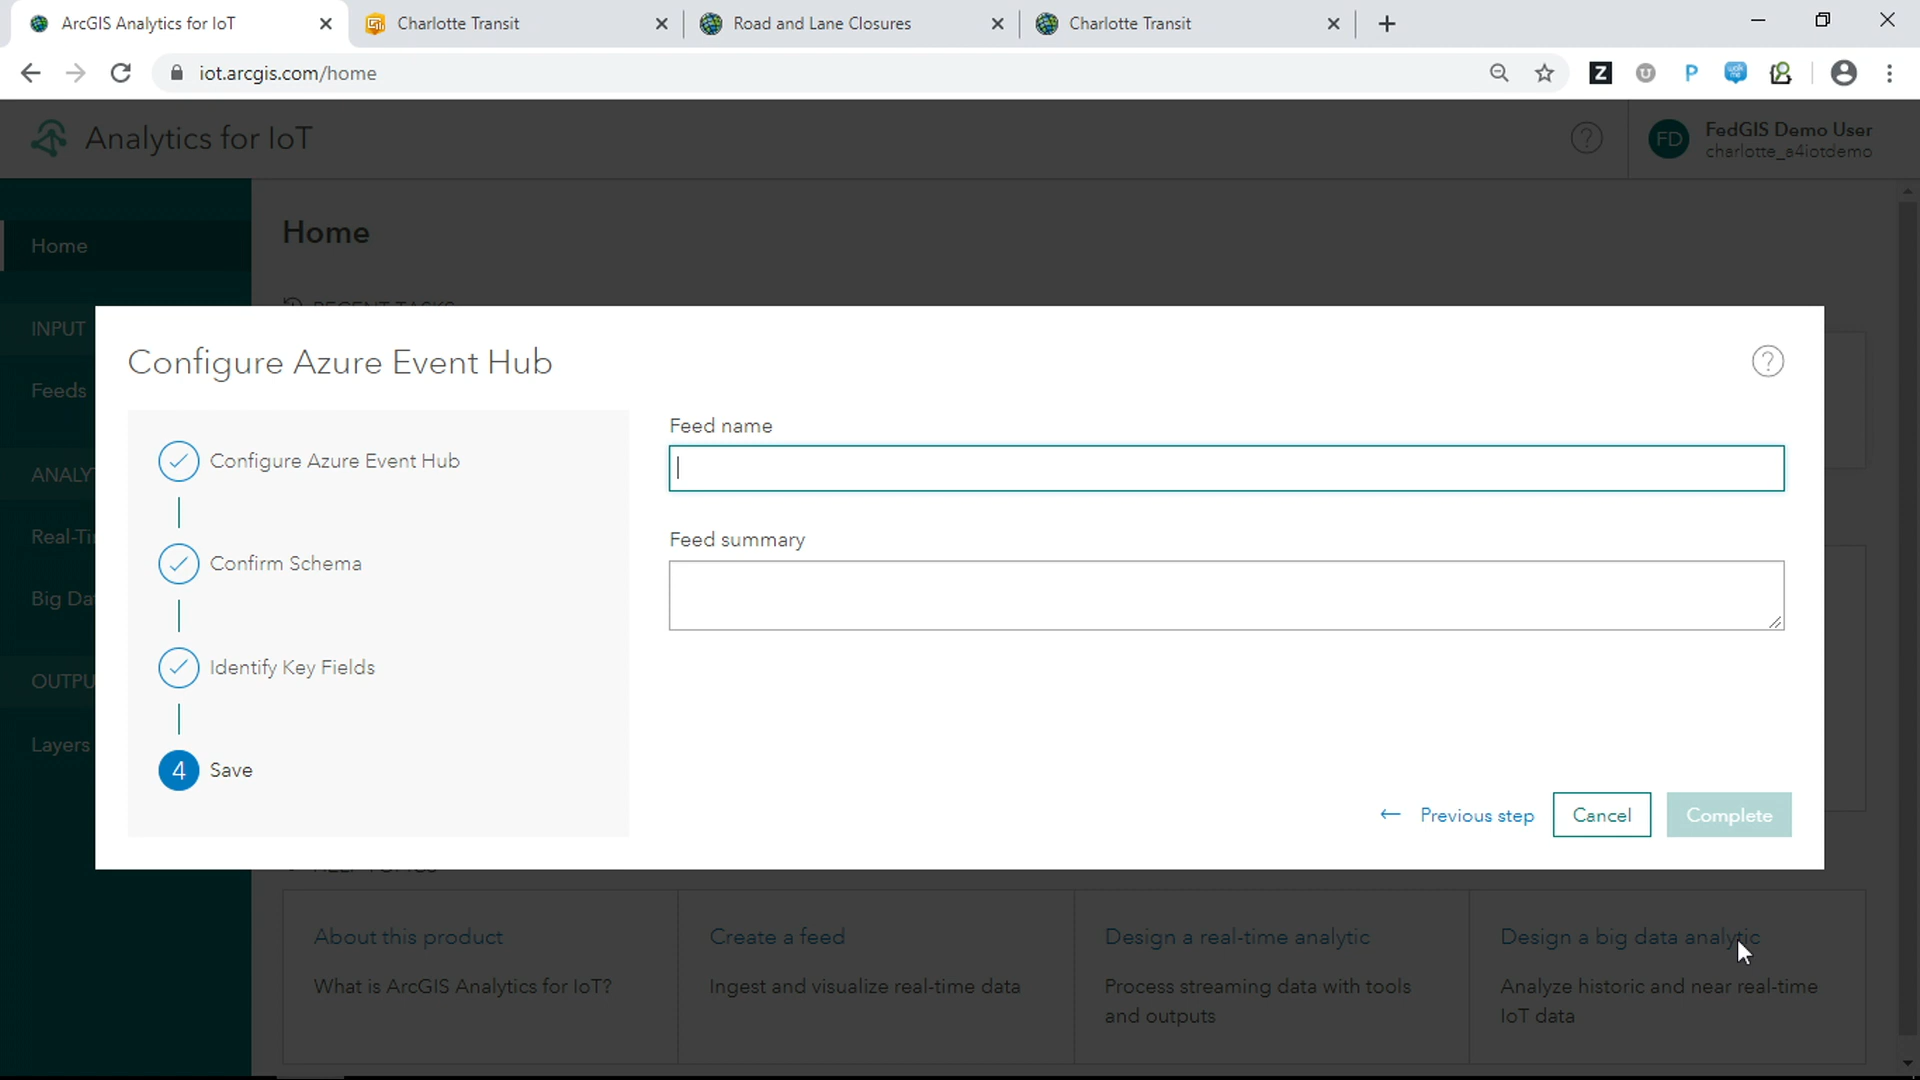 ArcGIS Analytics for IoT
Charlotte Transit
Road and Lane Closures
Charlotte Transit
iot.arcgis.com/home
Z
U
P
walk me
Analytics for IoT
?
FD
FedGIS Demo User
charlotte_a4iotdemo
Home
Home
INPUT
Feeds
Layers
Configure Azure Event Hub
?
Configure Azure Event Hub
Confirm Schema
Identify Key Fields
4 Save
Feed name
Feed summary
← Previous step
Cancel
Complete
About this product
What is ArcGIS Analytics for IoT?
Create a feed
Ingest and visualize real-time data
Design a real-time analytic
Process streaming data with tools
and outputs
Design a big data analytic
Analyze historic and near real-time
IoT data